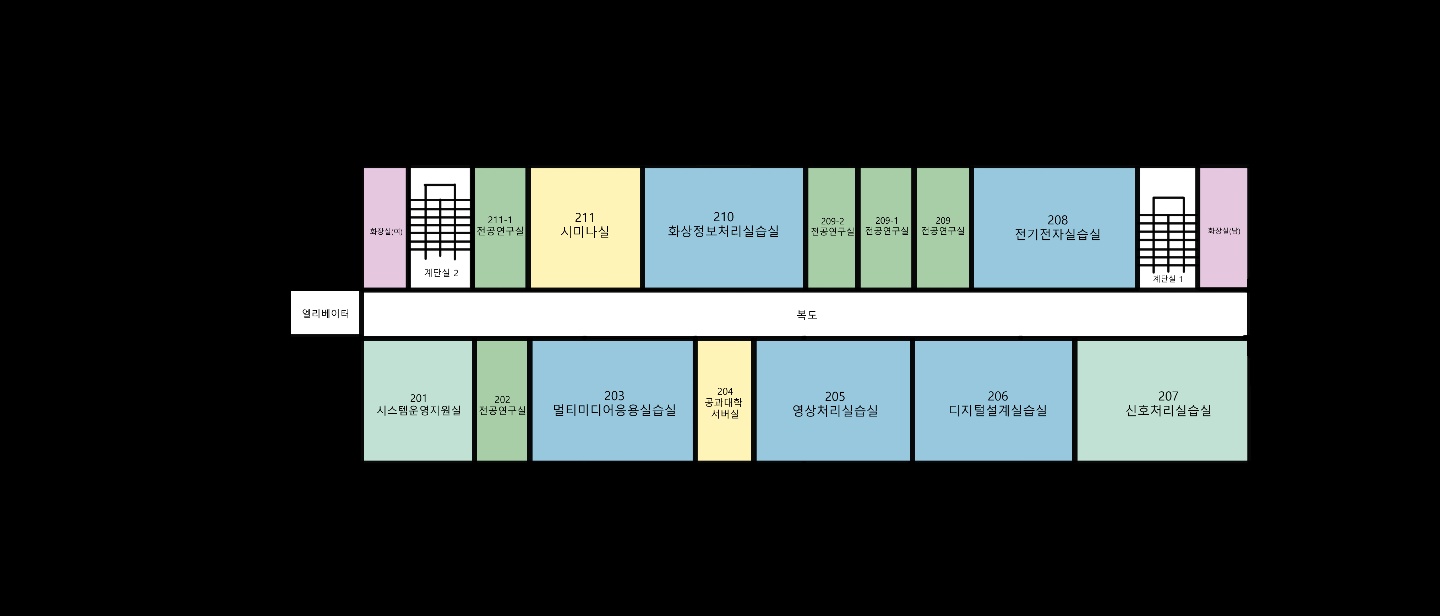 화장실(여)
계단실 2
211-1
전공연구실
211
시미나실
210
화상정보처리실습실
209-2
전공연구실
209-1
전공연구실
209
전공연구실
208
전기전자실습실
계단실 1
화장실(남)
엘리베이터
복도
201
시스템운영지원실
202
전공연구실
203
멀티미디어응용실습실
204
공과대학
서버실
205
영상처리실습실
206
디지털설계실습실
207
신호처리실습실